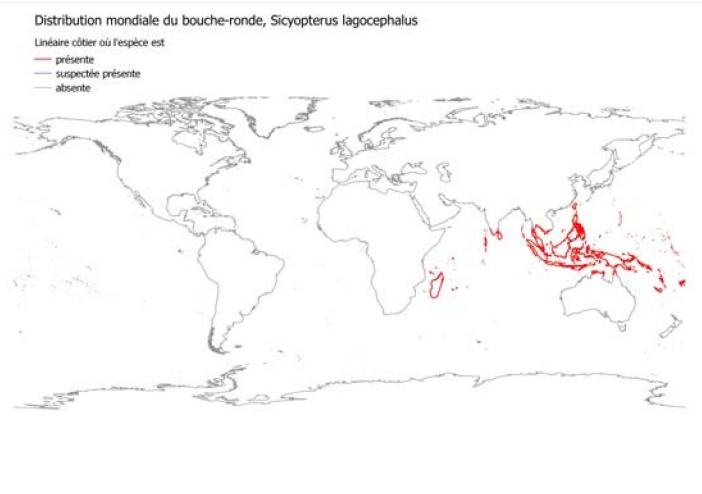 Distribution mondiale du bouche-ronde, Sicyopterus lagocephalus
Linéaire côtier où l'espèce est
présente
suspectée présente
absente